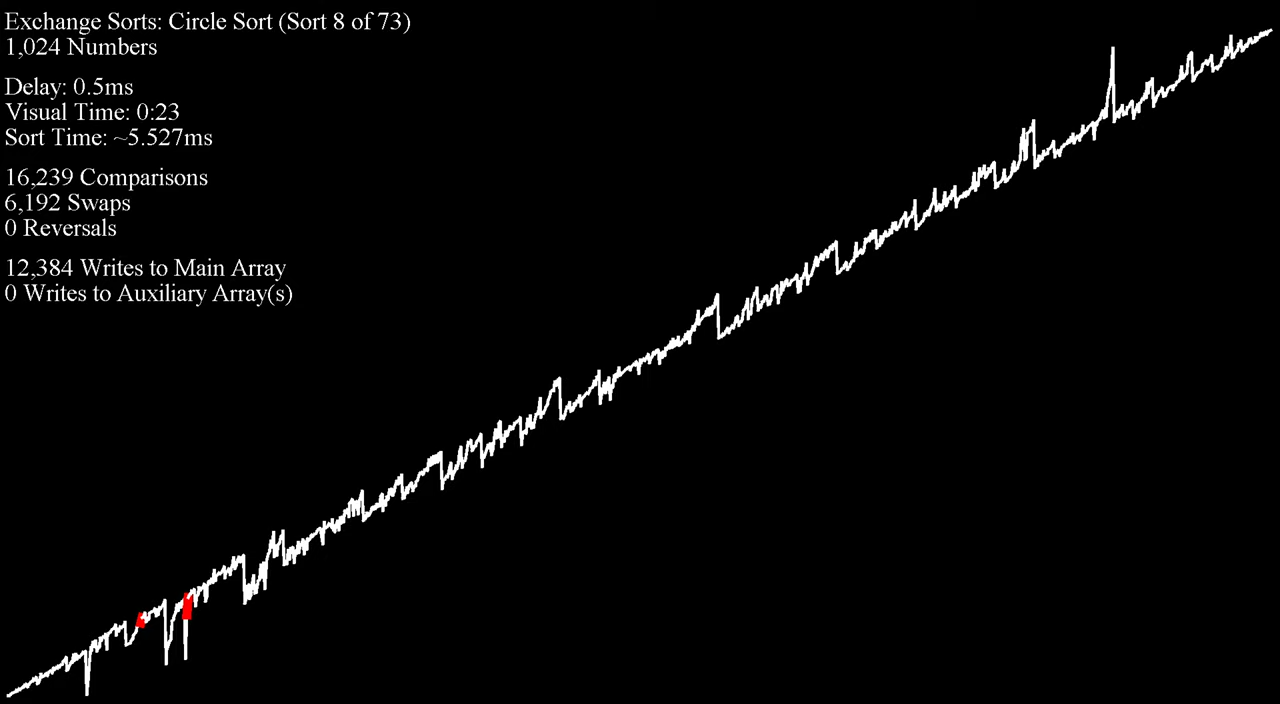 Exchange Sorts: Circle Sort (Sort 8 of 73)
1,024 Numbers
Delay: 0.5ms
Visual Time: 0:23
Sort Time: ~5.527ms
16,239 Comparisons
6,192 Swaps
0 Reversals
12,384 Writes to Main Array
0 Writes to Auxiliary Array(s)